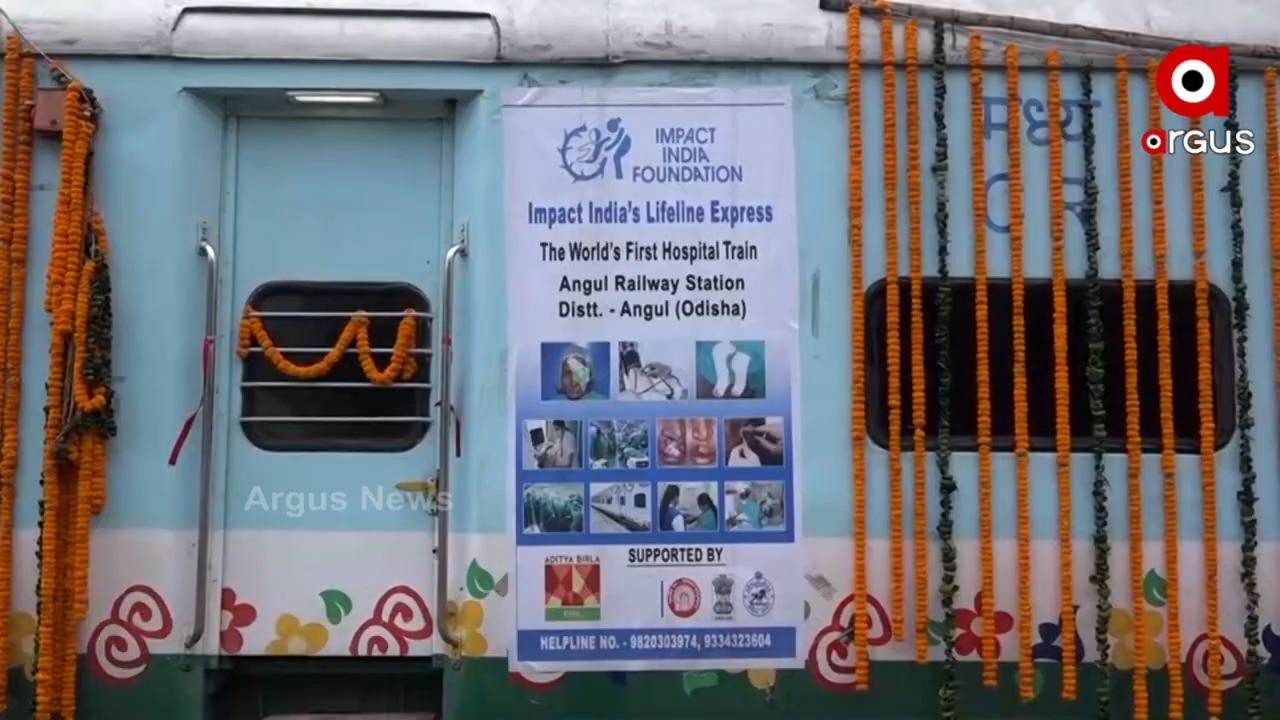 IMPACT
INDIA
FOUNDATION
Impact India's Lifeline Express
The World's First Hospital Train
Angul Railway Station
Distt. - Angul (Odisha)
ADITYA BIRLA
SUPPORTED BY
HELPLINE NO. - 9820303974, 9334323604
मध्य
argus
Argus News